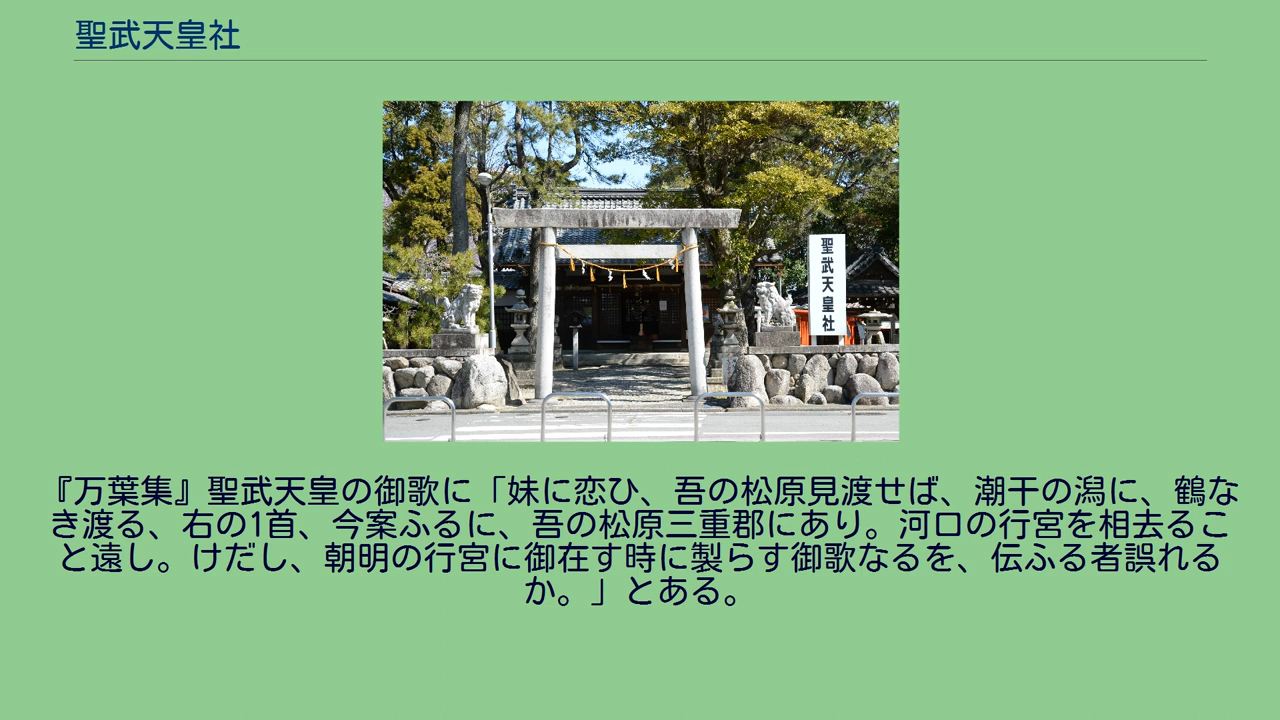 聖武天皇社
聖武天皇社
『万葉集』聖武天皇の御歌に「妹に恋ひ、吾の松原見渡せば、潮干の潟に、鶴な
き渡る、右の1首、今案ふるに、吾の松原三重郡にあり。河口の行宮を相去るこ
と遠し。けだし、朝明の行宮に御在す時に製らす御歌なるを、伝ふる者誤れる
か。」とある。